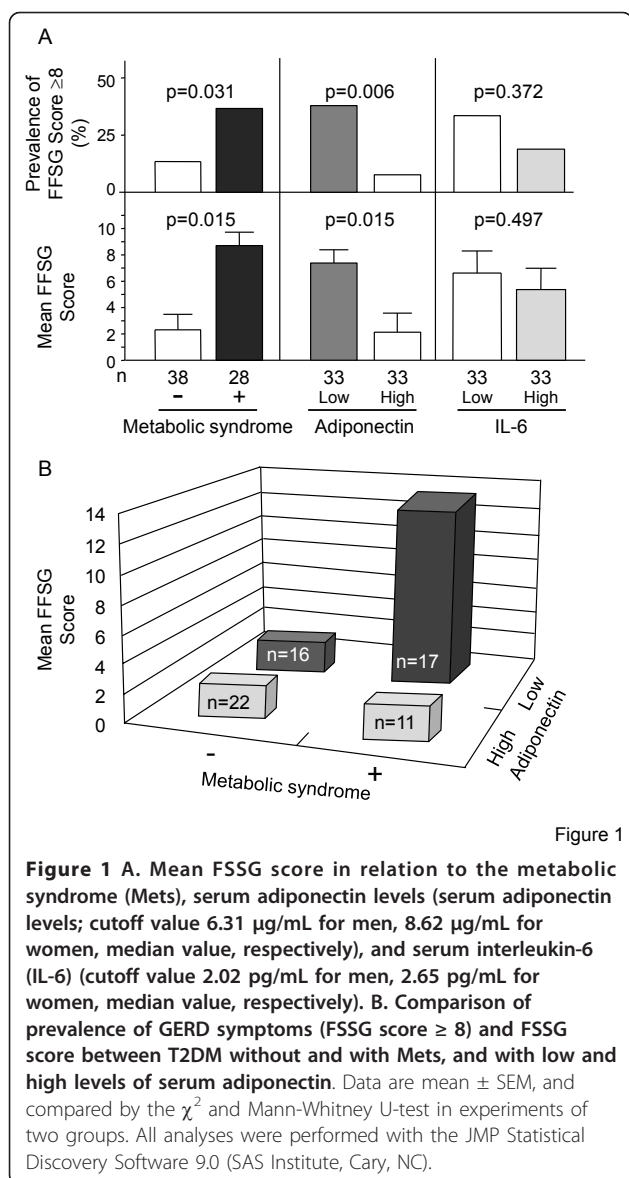 A
Prevalence of
FFSG Score ≥8
(%)
50
25
0
p=0.031
p=0.006
p=0.372
Mean FFSG
Score
10
8
6
4
2
0
p=0.015
p=0.015
p=0.497
n
38
28
33
33
33
33
-
+
Low
High
Low
High
Metabolic syndrome
Adiponectin
IL-6
B
Mean FFSG
Score
14
12
10
8
6
4
2
0
n=16
n=17
n=22
n=11
-
+
Metabolic syndrome
High
Low
Adiponectin
Figure 1
Figure 1 A. Mean FSSG score in relation to the metabolic
syndrome (Mets), serum adiponectin levels (serum adiponectin
levels; cutoff value 6.31 μg/mL for men, 8.62 μg/mL for
women, median value, respectively), and serum interleukin-6
(IL-6) (cutoff value 2.02 pg/mL for men, 2.65 pg/mL for
women, median value, respectively). B. Comparison of
prevalence of GERD symptoms (FSSG score ≥ 8) and FSSG
score between T2DM without and with Mets, and with low and
high levels of serum adiponectin. Data are mean ± SEM, and
compared by the χ² and Mann-Whitney U-test in experiments of
two groups. All analyses were performed with the JMP Statistical
Discovery Software 9.0 (SAS Institute, Cary, NC).